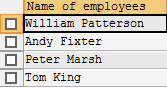 Name of employees
William Patterson
Andy Fixter
Peter Marsh
Tom King